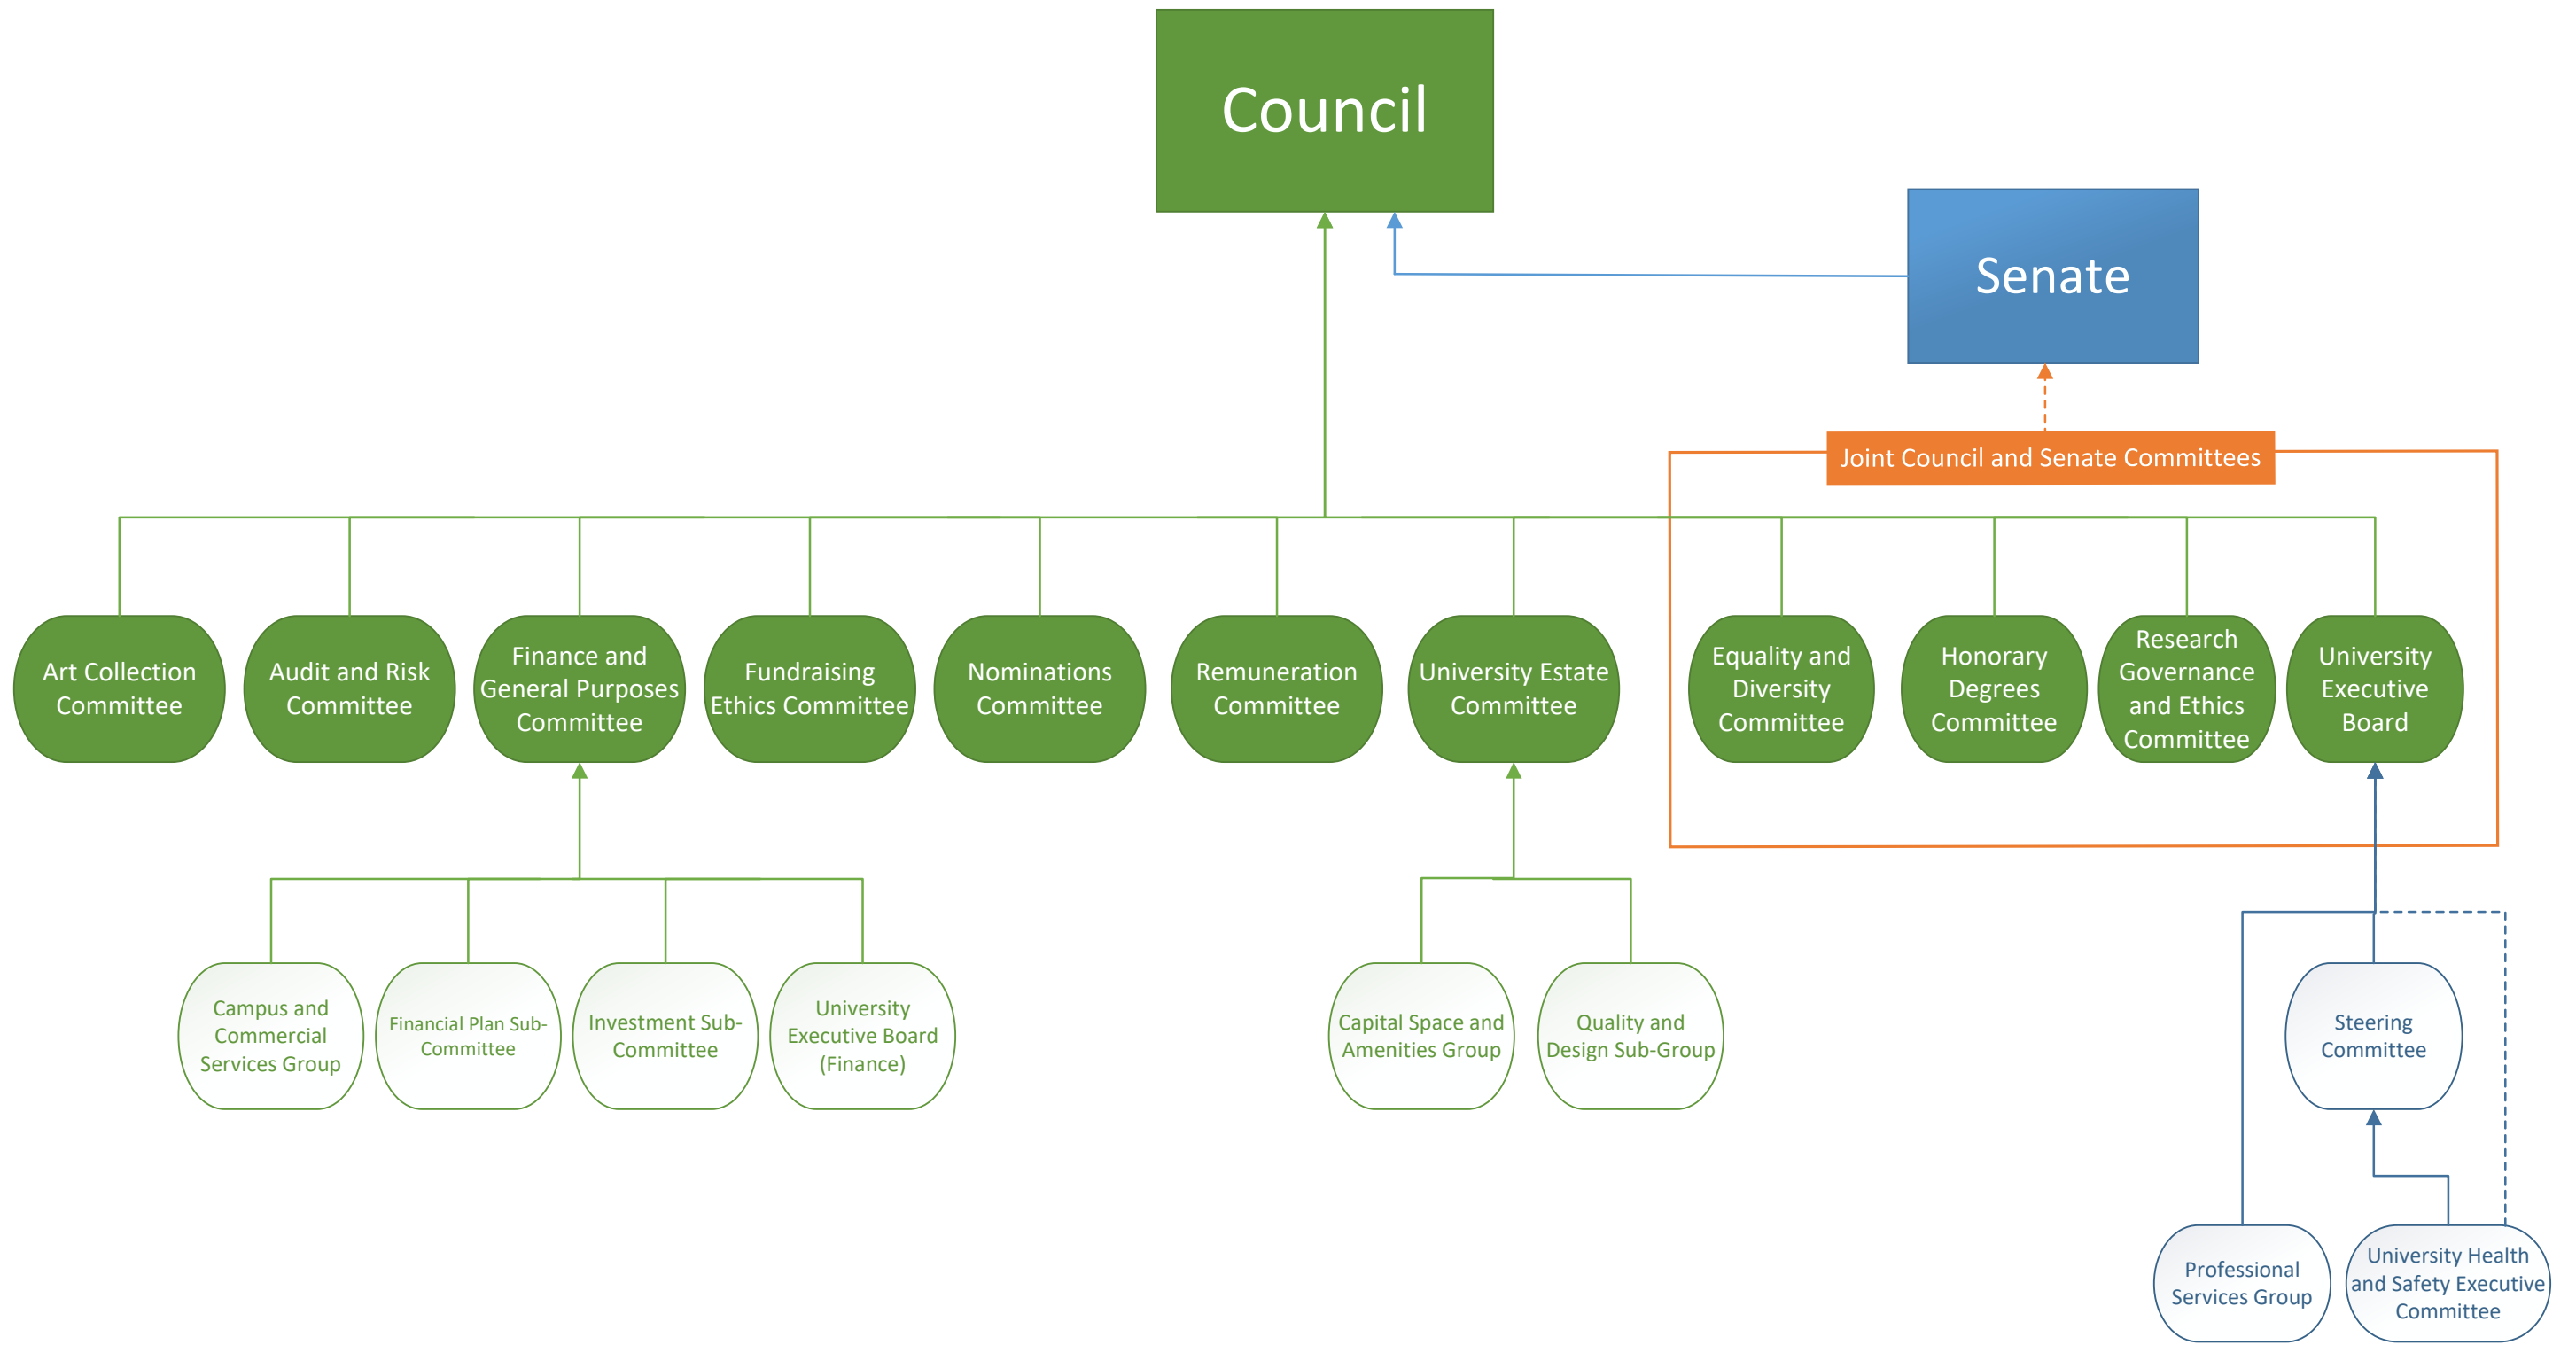 Council
Senate
Joint Council and Senate Committees
Art Collection
Committee
Audit and Risk
Committee
Finance and
General Purposes
Committee
Fundraising
Ethics Committee
Nominations
Committee
Remuneration
Committee
University Estate
Committee
Equality and
Diversity
Committee
Honorary
Degrees
Committee
Research
Governance
and Ethics
Committee
University
Executive
Board
Campus and
Commercial
Services Group
Financial Plan Sub-
Committee
Investment Sub-
Committee
University
Executive Board
(Finance)
Capital Space and
Amenities Group
Quality and
Design Sub-Group
Steering
Committee
Professional
Services Group
University Health
and Safety Executive
Committee